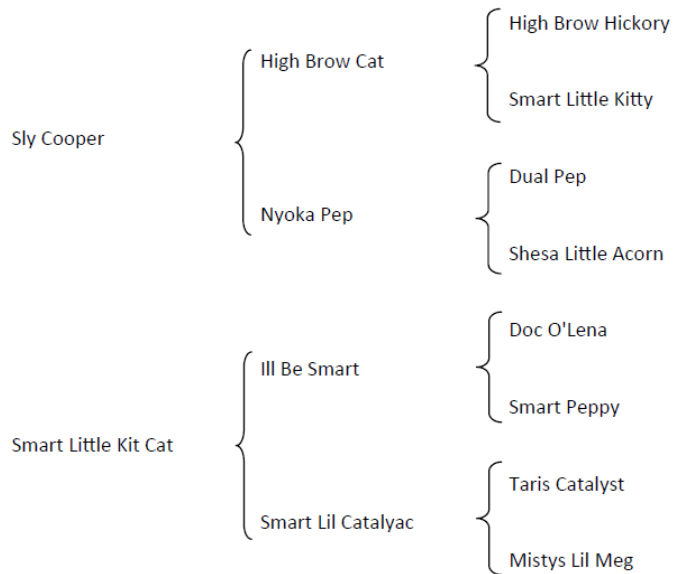 High Brow Hickory
High Brow Cat
Smart Little Kitty
Sly Cooper
Dual Pep
Nyoka Pep
Shesa Little Acorn
Doc O'Lena
Ill Be Smart
Smart Peppy
Smart Little Kit Cat
Taris Catalyst
Smart Lil Catalyac
Mistys Lil Meg